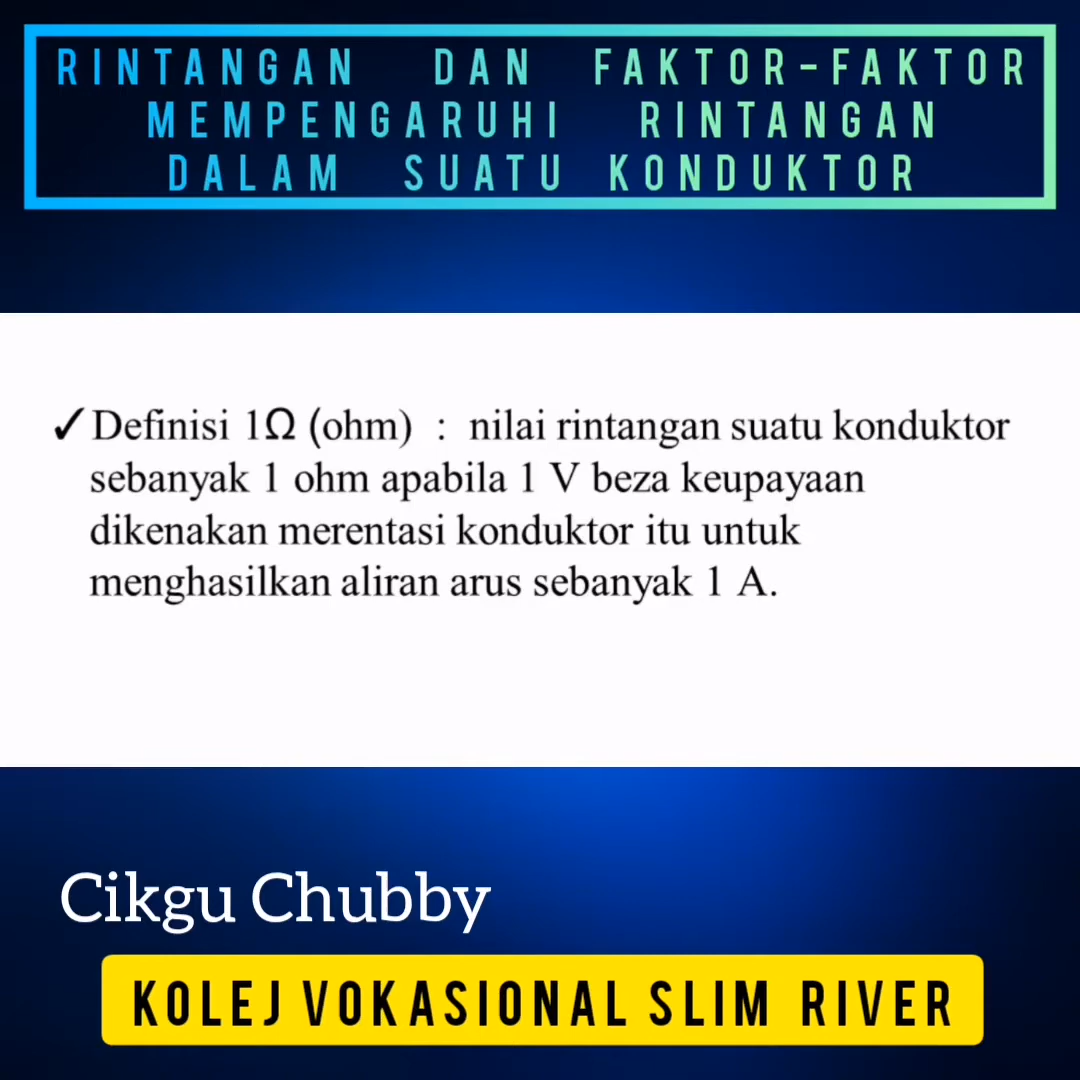 RINTANGAN DAN FAKTOR-FAKTOR
MEMPENGARUHI RINTANGAN
DALAM SUATU KONDUKTOR
✓Definisi 1Ω (ohm) : nilai rintangan suatu konduktor
sebanyak 1 ohm apabila 1 V beza keupayaan
dikenakan merentasi konduktor itu untuk
menghasilkan aliran arus sebanyak 1 A.
Cikgu Chubby
KOLEJ VOKASIONAL SLIM RIVER